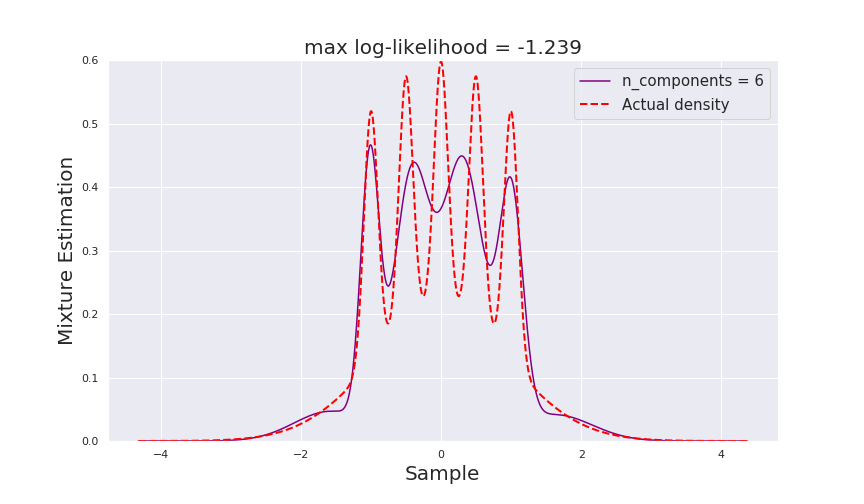 max log-likelihood = -1.239
n_components = 6
Actual density
Mixture Estimation
0.6
0.5
0.4
0.3
0.2
0.1
0.0
−4
−2
0
2
4
Sample